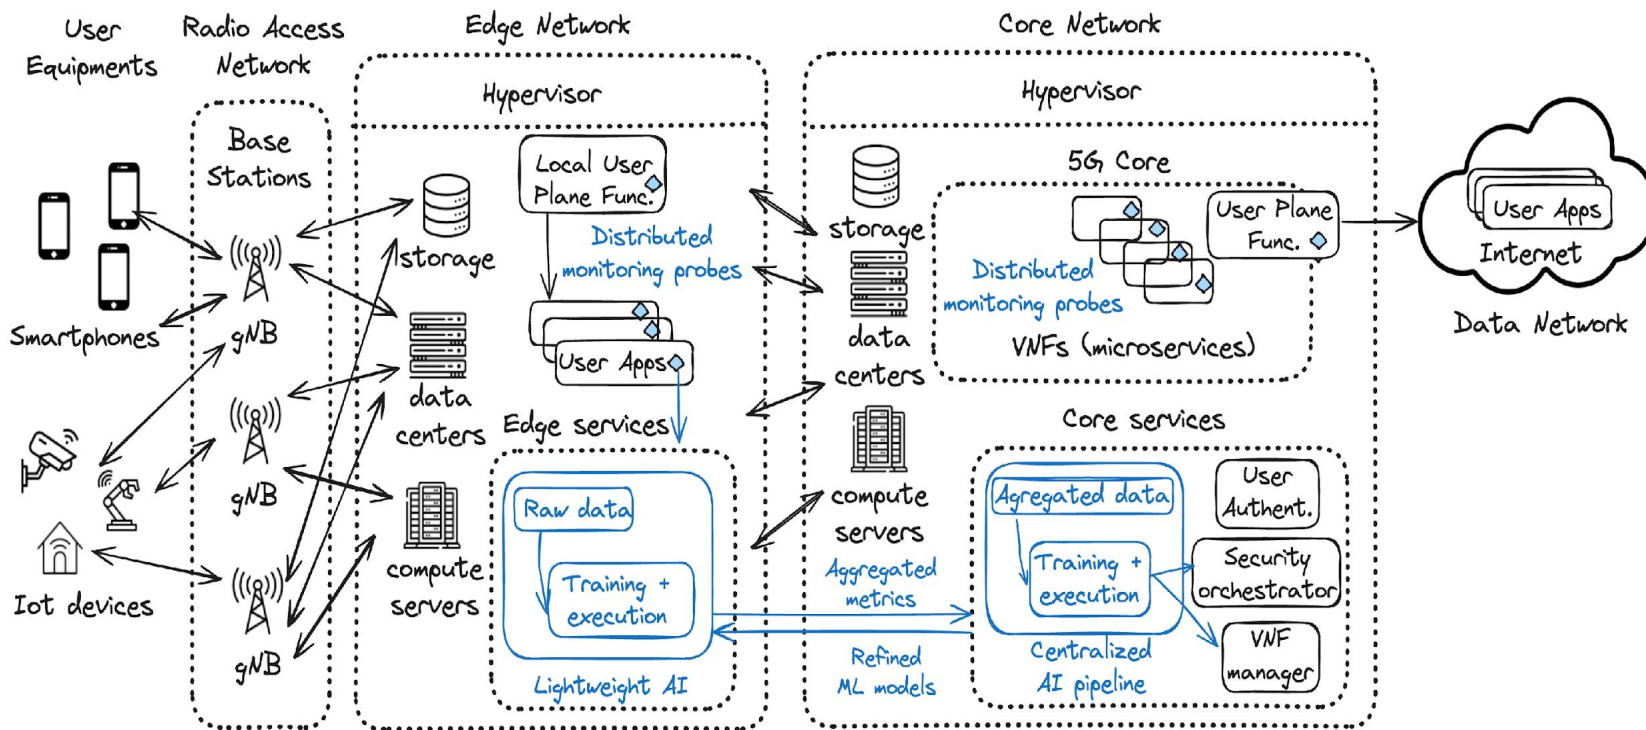 User
Equipments
Radio Access
Network
Edge Network
Core Network
Hypervisor
Hypervisor
Base
Stations
Smartphones
Iot devices
gNB
gNB
gNB
storage
data
centers
compute
servers
Local User
Plane Func.
Distributed
monitoring probes
User Apps
Edge services
Raw data
Training +
execution
Lightweight AI
storage
data
centers
compute
servers
Aggregated
metrics
Refined
ML models
5G Core
Distributed
monitoring probes
User Plane
Func.
VNFs (microservices)
Core services
Agregated data
Training +
execution
Centralized
AI pipeline
User
Authent.
Security
orchestrator
VNF
manager
User Apps
Internet
Data Network